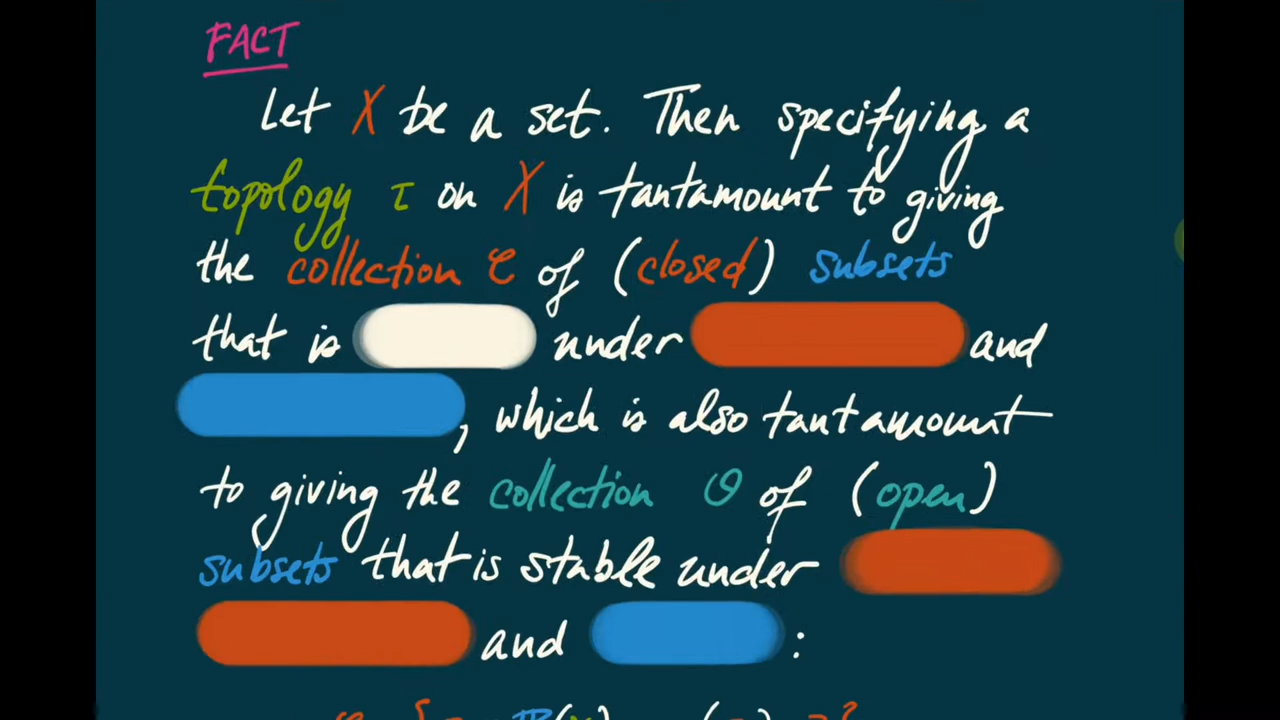 FACT
Let X be a set. Then specifying a
topology τ on X is tantamount to giving
the collection C of (closed) subsets
that is under and
, which is also tantamount
to giving the collection O of (open)
subsets that is stable under
and :